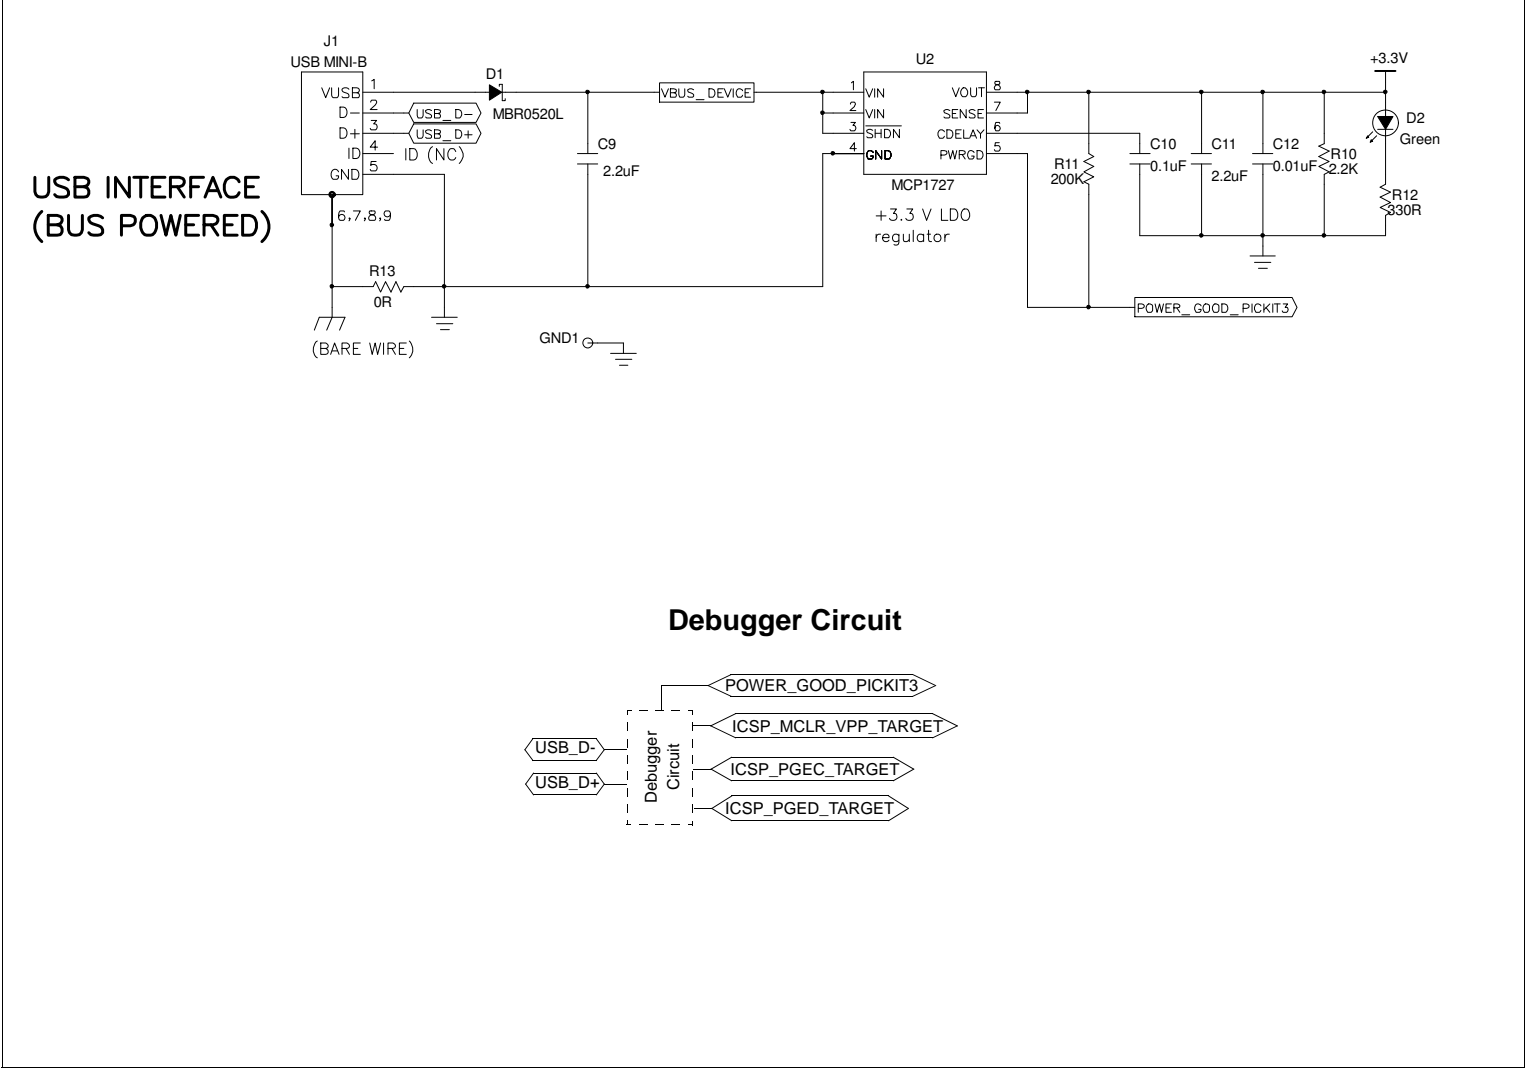 J1
USB MINI-B
VUSB 1
D- 2
D+ 3
ID 4
GND 5
USB_D-
USB_D+
ID (NC)
6,7,8,9
USB INTERFACE
(BUS POWERED)
D1
MBR0520L
C9
2.2uF
VBUS_DEVICE
R13
0R
(BARE WIRE)
GND1
U2
1 VIN
2 VIN
3 SHDN
4 GND
VOUT 8
SENSE 7
CDELAY 6
PWRGD 5
MCP1727
+3.3 V LDO
regulator
R11
200K
C10
0.1uF
C11
2.2uF
C12
0.01uF
R10
2.2K
+3.3V
D2
Green
R12
330R
POWER_GOOD_PICKIT3
Debugger Circuit
POWER_GOOD_PICKIT3
ICSP_MCLR_VPP_TARGET
USB_D-
USB_D+
Debugger
Circuit
ICSP_PGEC_TARGET
ICSP_PGED_TARGET